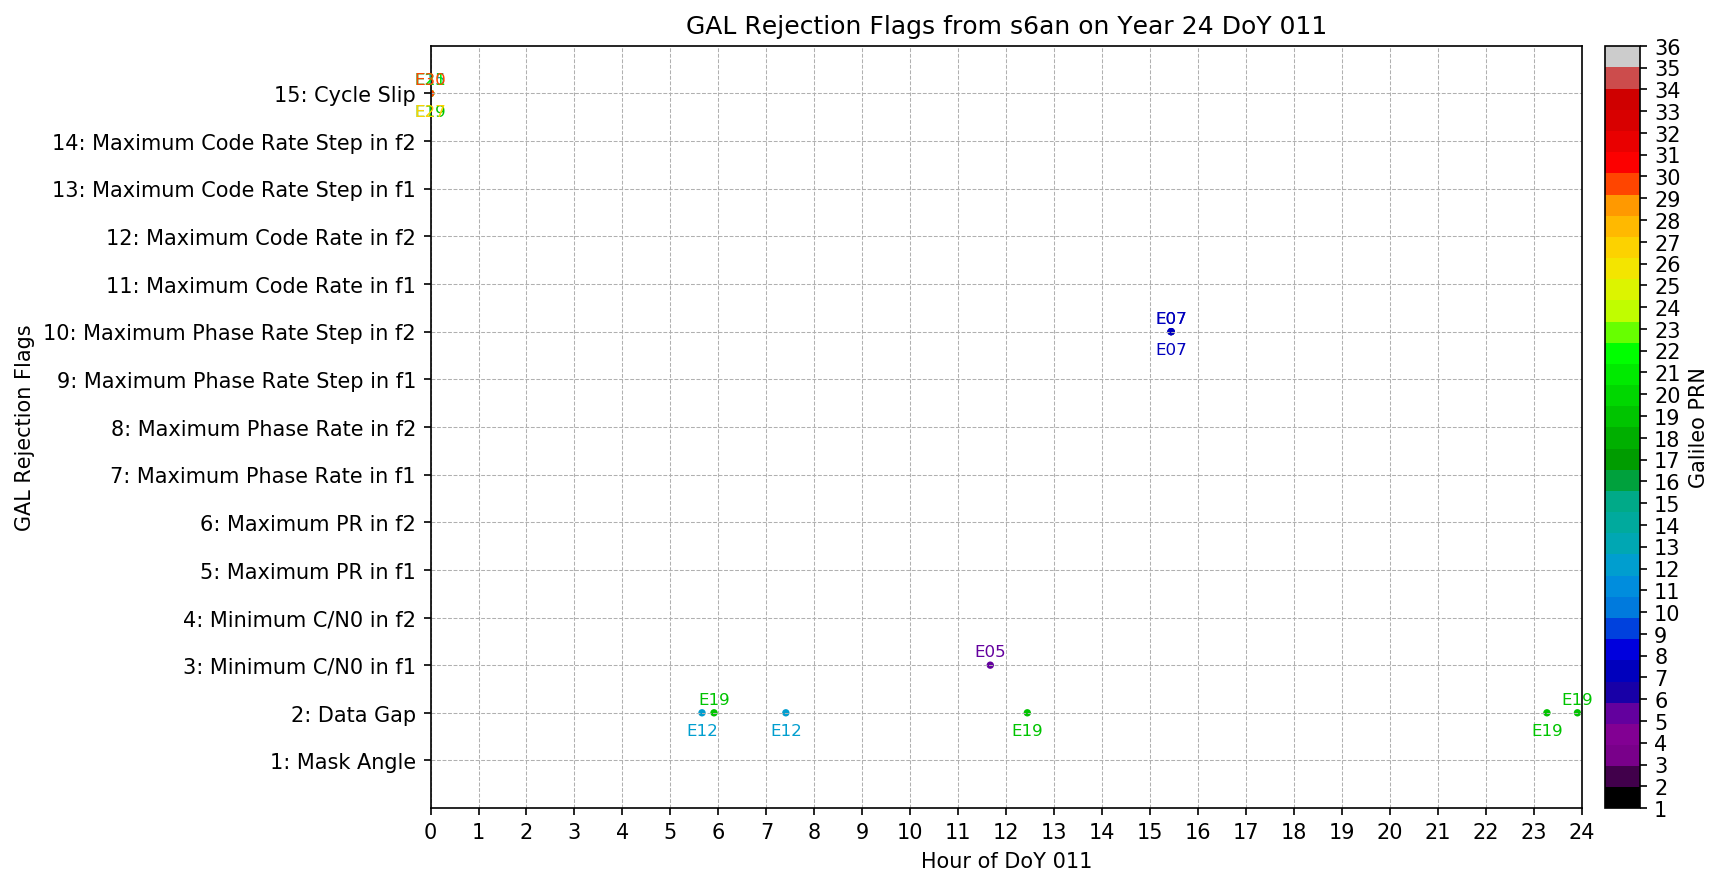 GAL Rejection Flags from s6an on Year 24 DoY 011
GAL Rejection Flags
15: Cycle Slip
14: Maximum Code Rate Step in f2
13: Maximum Code Rate Step in f1
12: Maximum Code Rate in f2
11: Maximum Code Rate in f1
10: Maximum Phase Rate Step in f2
9: Maximum Phase Rate Step in f1
8: Maximum Phase Rate in f2
7: Maximum Phase Rate in f1
6: Maximum PR in f2
5: Maximum PR in f1
4: Minimum C/N0 in f2
3: Minimum C/N0 in f1
2: Data Gap
1: Mask Angle
E07
E07
E05
E19
E19
E12
E12
E19
E19
0 1 2 3 4 5 6 7 8 9 10 11 12 13 14 15 16 17 18 19 20 21 22 23 24
Hour of DoY 011
36
35
34
33
32
31
30
29
28
27
26
25
24
23
22
21
20
19
18
17
16
15
14
13
12
11
10
9
8
7
6
5
4
3
2
1
Galileo PRN